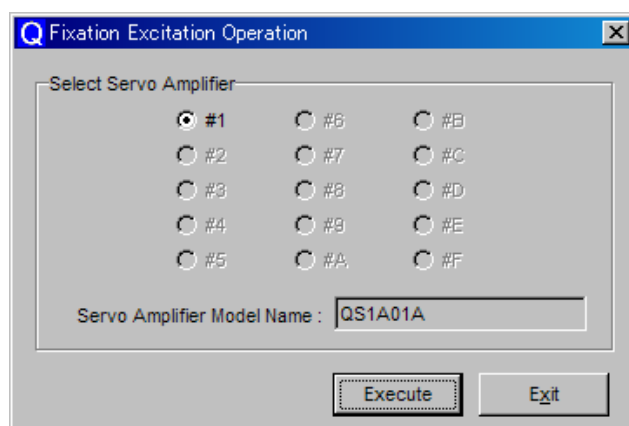 Q Fixation Excitation Operation
Select Servo Amplifier
#1 #6 #B
#2 #7 #C
#3 #8 #D
#4 #9 #E
#5 #A #F
Servo Amplifier Model Name : QS1A01A
Execute Exit